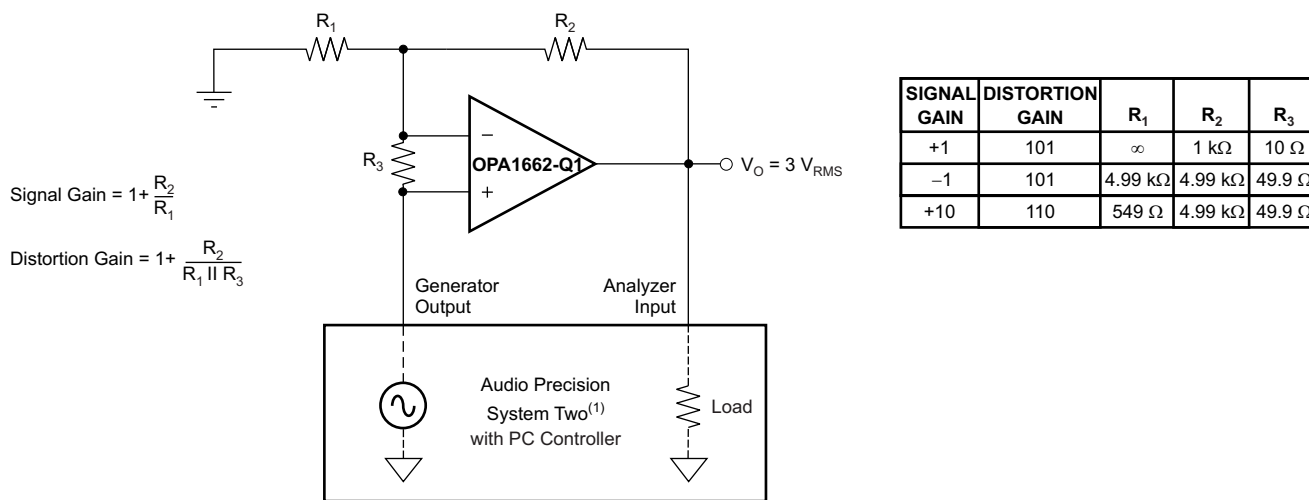 R1
R2
R3
−
OPA1662-Q1
+
VO = 3 VRMS
Signal Gain = 1+ R2
R1
Distortion Gain = 1+ R2
R1 II R3
Generator
Output
Analyzer
Input
Audio Precision
System Two(1)
with PC Controller
Load
SIGNAL GAIN DISTORTION GAIN R1 R2 R3
+1 101 ∞ 1 kΩ 10 Ω
−1 101 4.99 kΩ 4.99 kΩ 49.9 Ω
+10 110 549 Ω 4.99 kΩ 49.9 Ω